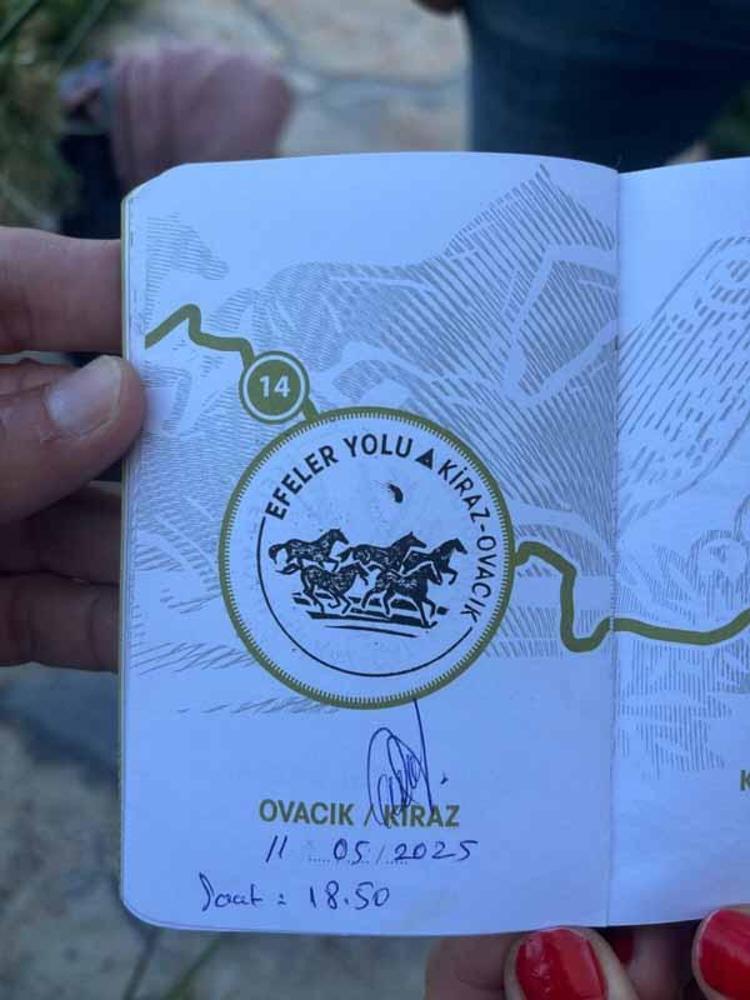 14
EFELER YOLU ▲ KİRAZ-OVACIK
OVACIK / KİRAZ
11 05 / 2025
Saat : 18.50
K